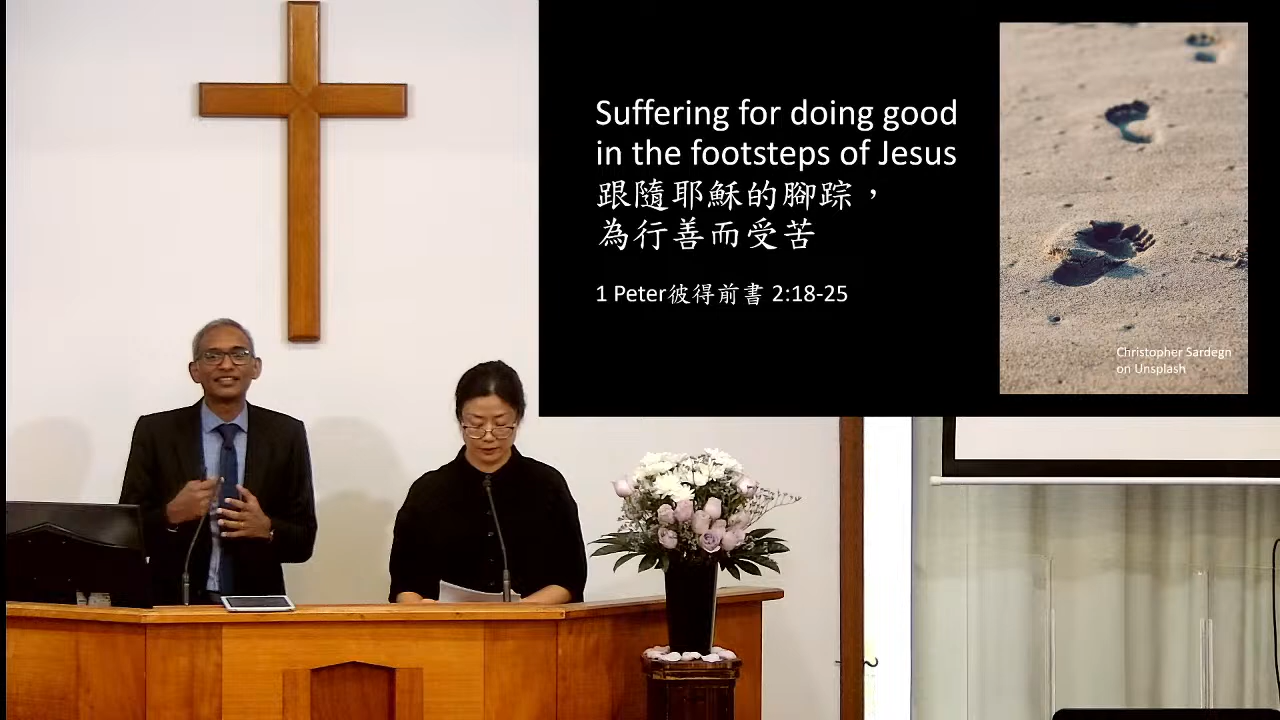 Suffering for doing good
in the footsteps of Jesus
跟隨耶穌的腳踪，
為行善而受苦
1 Peter彼得前書 2:18-25
Christopher Sardegn
on Unsplash